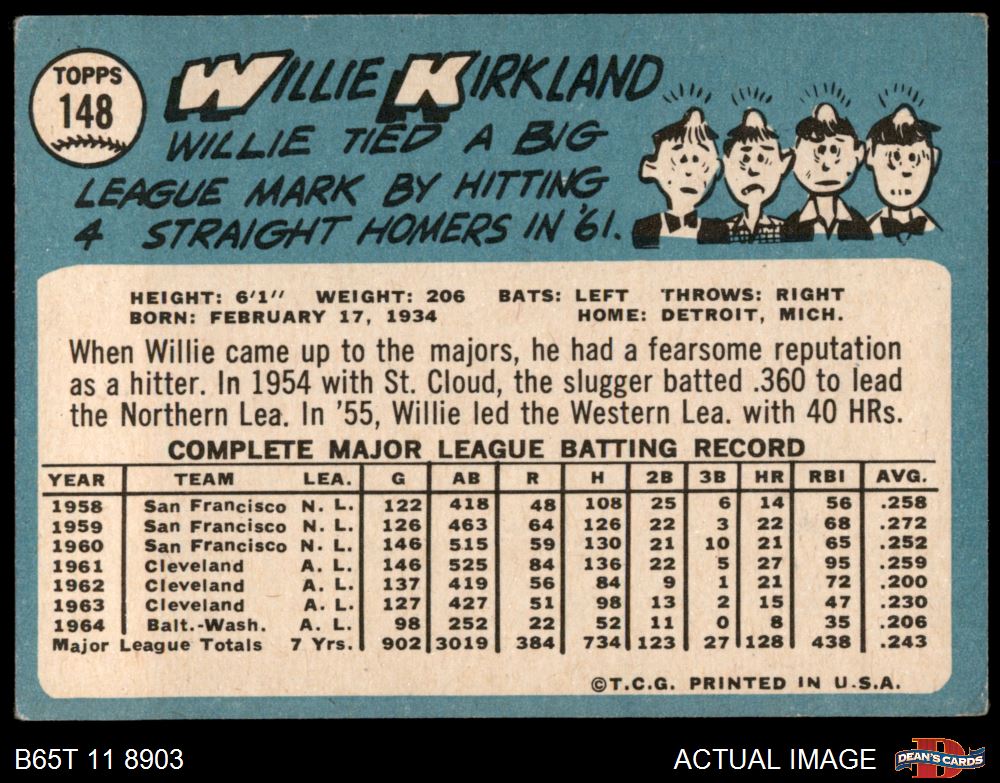 TOPPS
148
WILLIE KIRKLAND
WILLIE TIED A BIG
LEAGUE MARK BY HITTING
4 STRAIGHT HOMERS IN '61.
HEIGHT: 6'1" WEIGHT: 206 BATS: LEFT THROWS: RIGHT
BORN: FEBRUARY 17, 1934 HOME: DETROIT, MICH.
When Willie came up to the majors, he had a fearsome reputation
as a hitter. In 1954 with St. Cloud, the slugger batted .360 to lead
the Northern Lea. In '55, Willie led the Western Lea. with 40 HRs.
COMPLETE MAJOR LEAGUE BATTING RECORD
YEAR TEAM LEA. G AB R H 2B 3B HR RBI AVG.
1958 San Francisco N. L. 122 418 48 108 25 6 14 56 .258
1959 San Francisco N. L. 126 463 64 126 22 3 22 68 .272
1960 San Francisco N. L. 146 515 59 130 21 10 21 65 .252
1961 Cleveland A. L. 146 525 84 136 22 5 27 95 .259
1962 Cleveland A. L. 137 419 56 84 9 1 21 72 .200
1963 Cleveland A. L. 127 427 51 98 13 2 15 47 .230
1964 Balt.-Wash. A. L. 98 252 22 52 11 0 8 35 .206
Major League Totals 7 Yrs. 902 3019 384 734 123 27 128 438 .243
©T.C.G. PRINTED IN U.S.A.
B65T 11 8903 ACTUAL IMAGE
DEAN'S CARDS